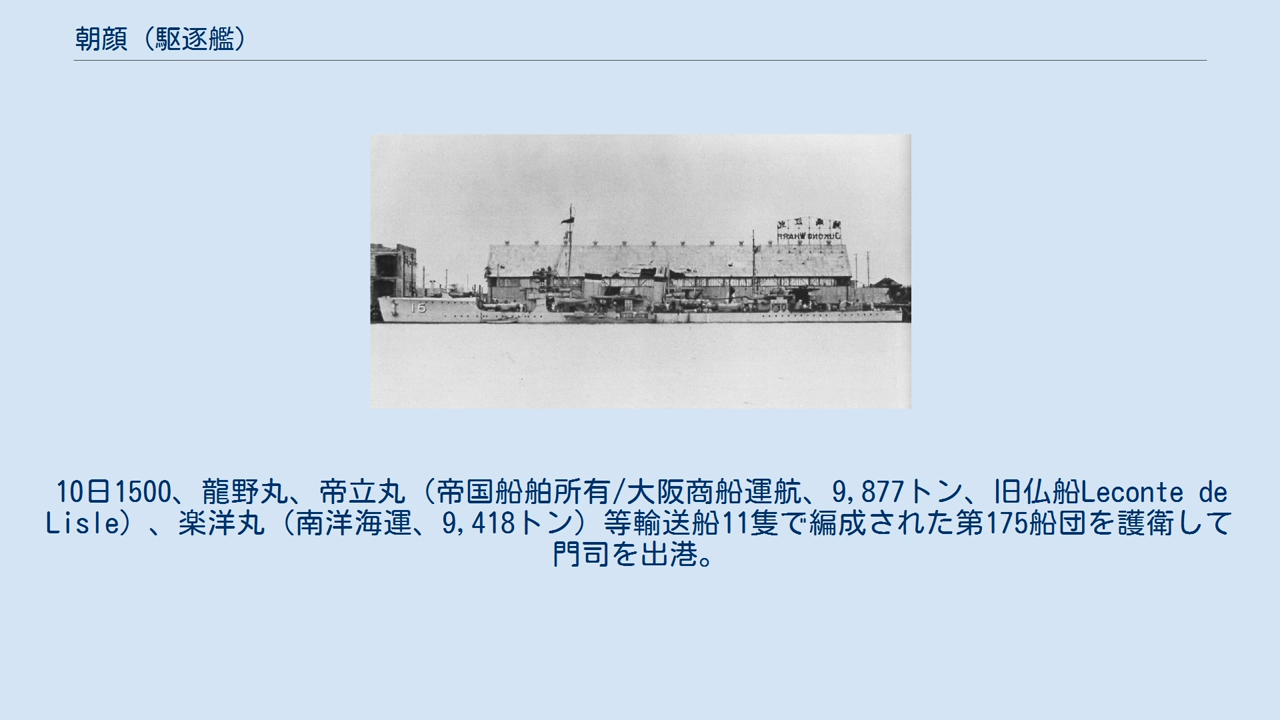 朝顔（駆逐艦）
15
10日1500、龍野丸、帝立丸（帝国船舶所有/大阪商船運航、9,877トン、旧仏船Leconte de
Lisle）、楽洋丸（南洋海運、9,418トン）等輸送船11隻で編成された第175船団を護衛して
門司を出港。